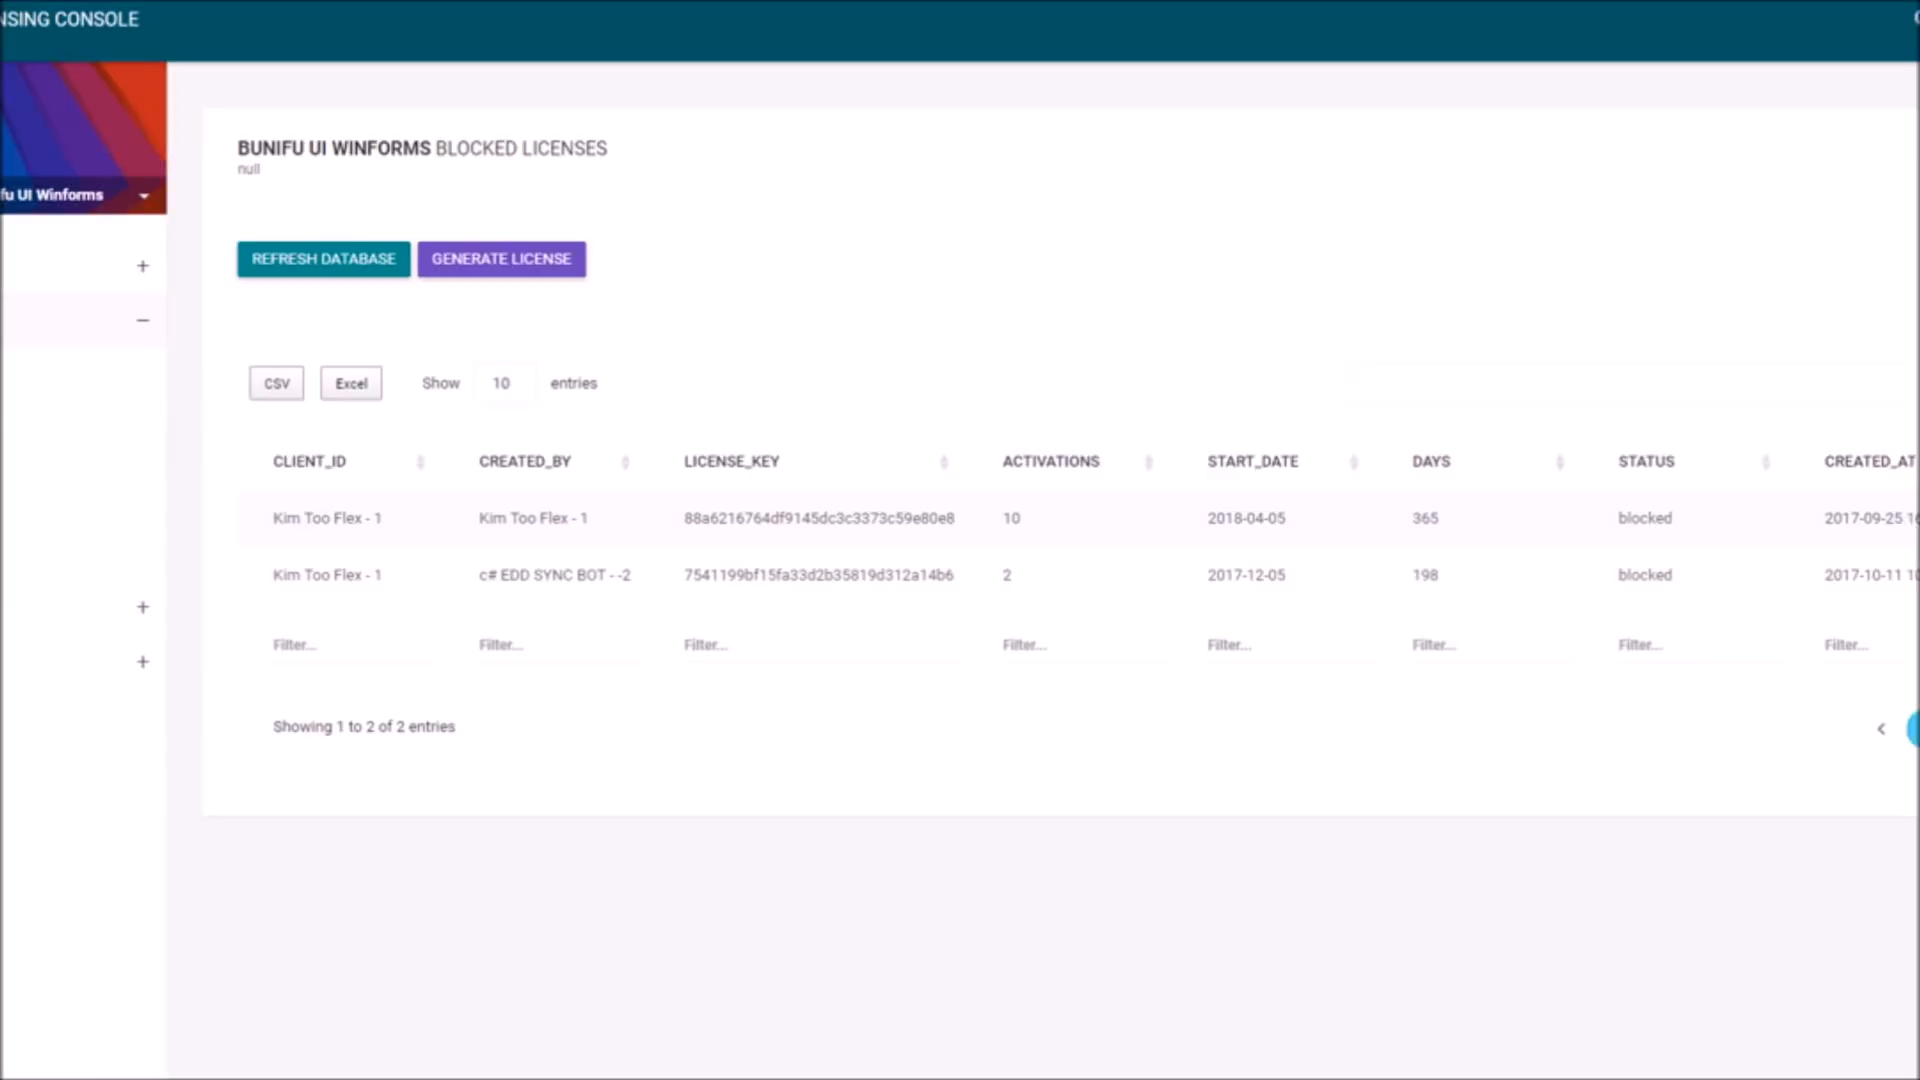 NSING CONSOLE
fu UI Winforms
BUNIFU UI WINFORMS BLOCKED LICENSES
null
REFRESH DATABASE GENERATE LICENSE
CSV Excel Show 10 entries
CLIENT_ID CREATED_BY LICENSE_KEY ACTIVATIONS START_DATE DAYS STATUS CREATED_AT
Kim Too Flex - 1 Kim Too Flex - 1 88a6216764df9145dc3c3373c59e80e8 10 2018-04-05 365 blocked 2017-09-25
Kim Too Flex - 1 c# EDD SYNC BOT - -2 7541199bf15fa33d2b35819d312a14b6 2 2017-12-05 198 blocked 2017-10-11
Filter... Filter... Filter... Filter... Filter... Filter... Filter... Filter...
Showing 1 to 2 of 2 entries